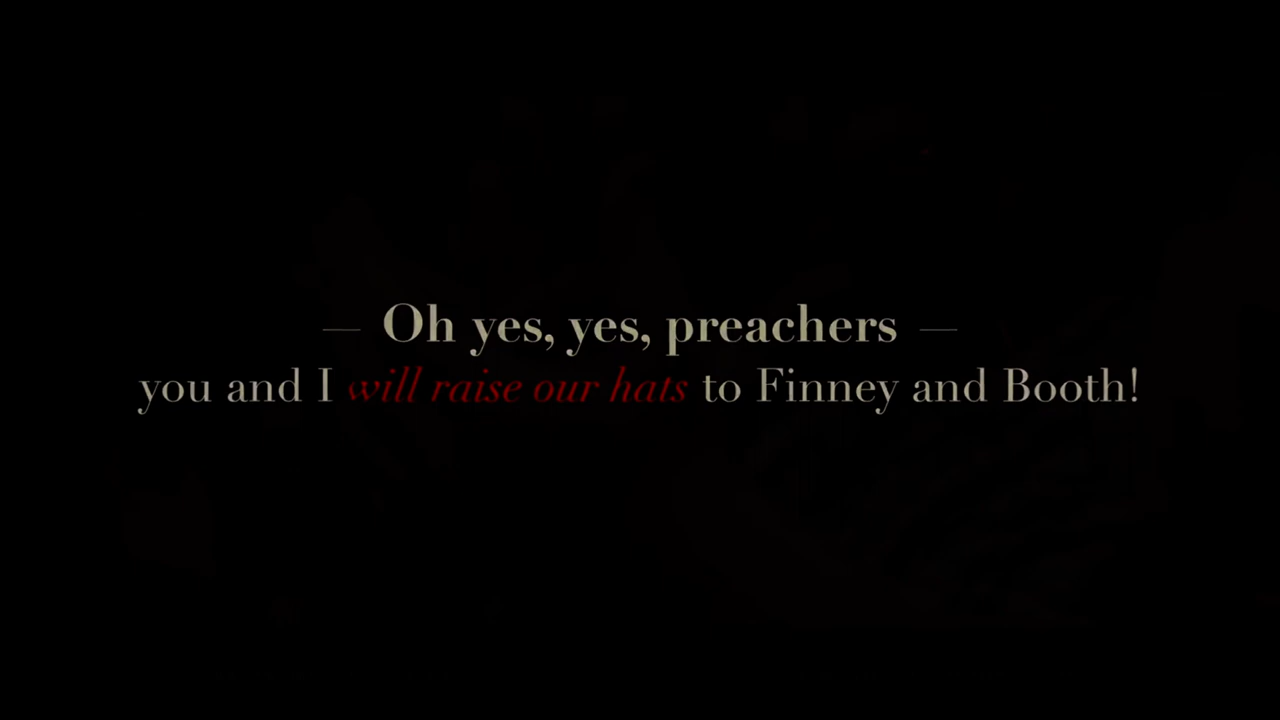 — Oh yes, yes, preachers —
you and I will raise our hats to Finney and Booth!